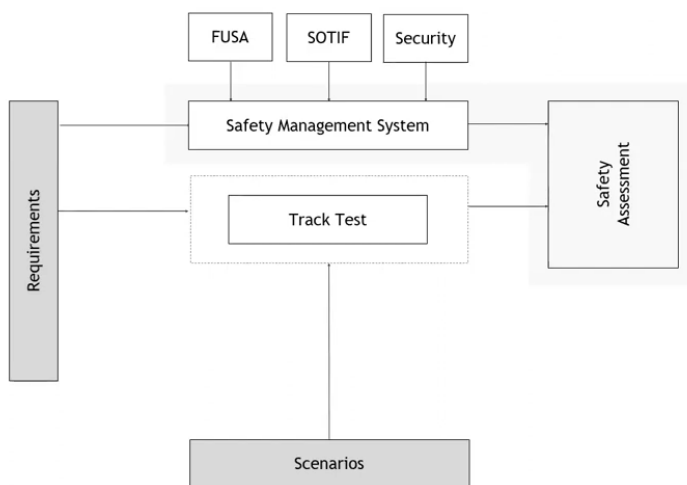 FUSA
SOTIF
Security
Safety Management System
Safety
Assessment
Requirements
Track Test
Scenarios